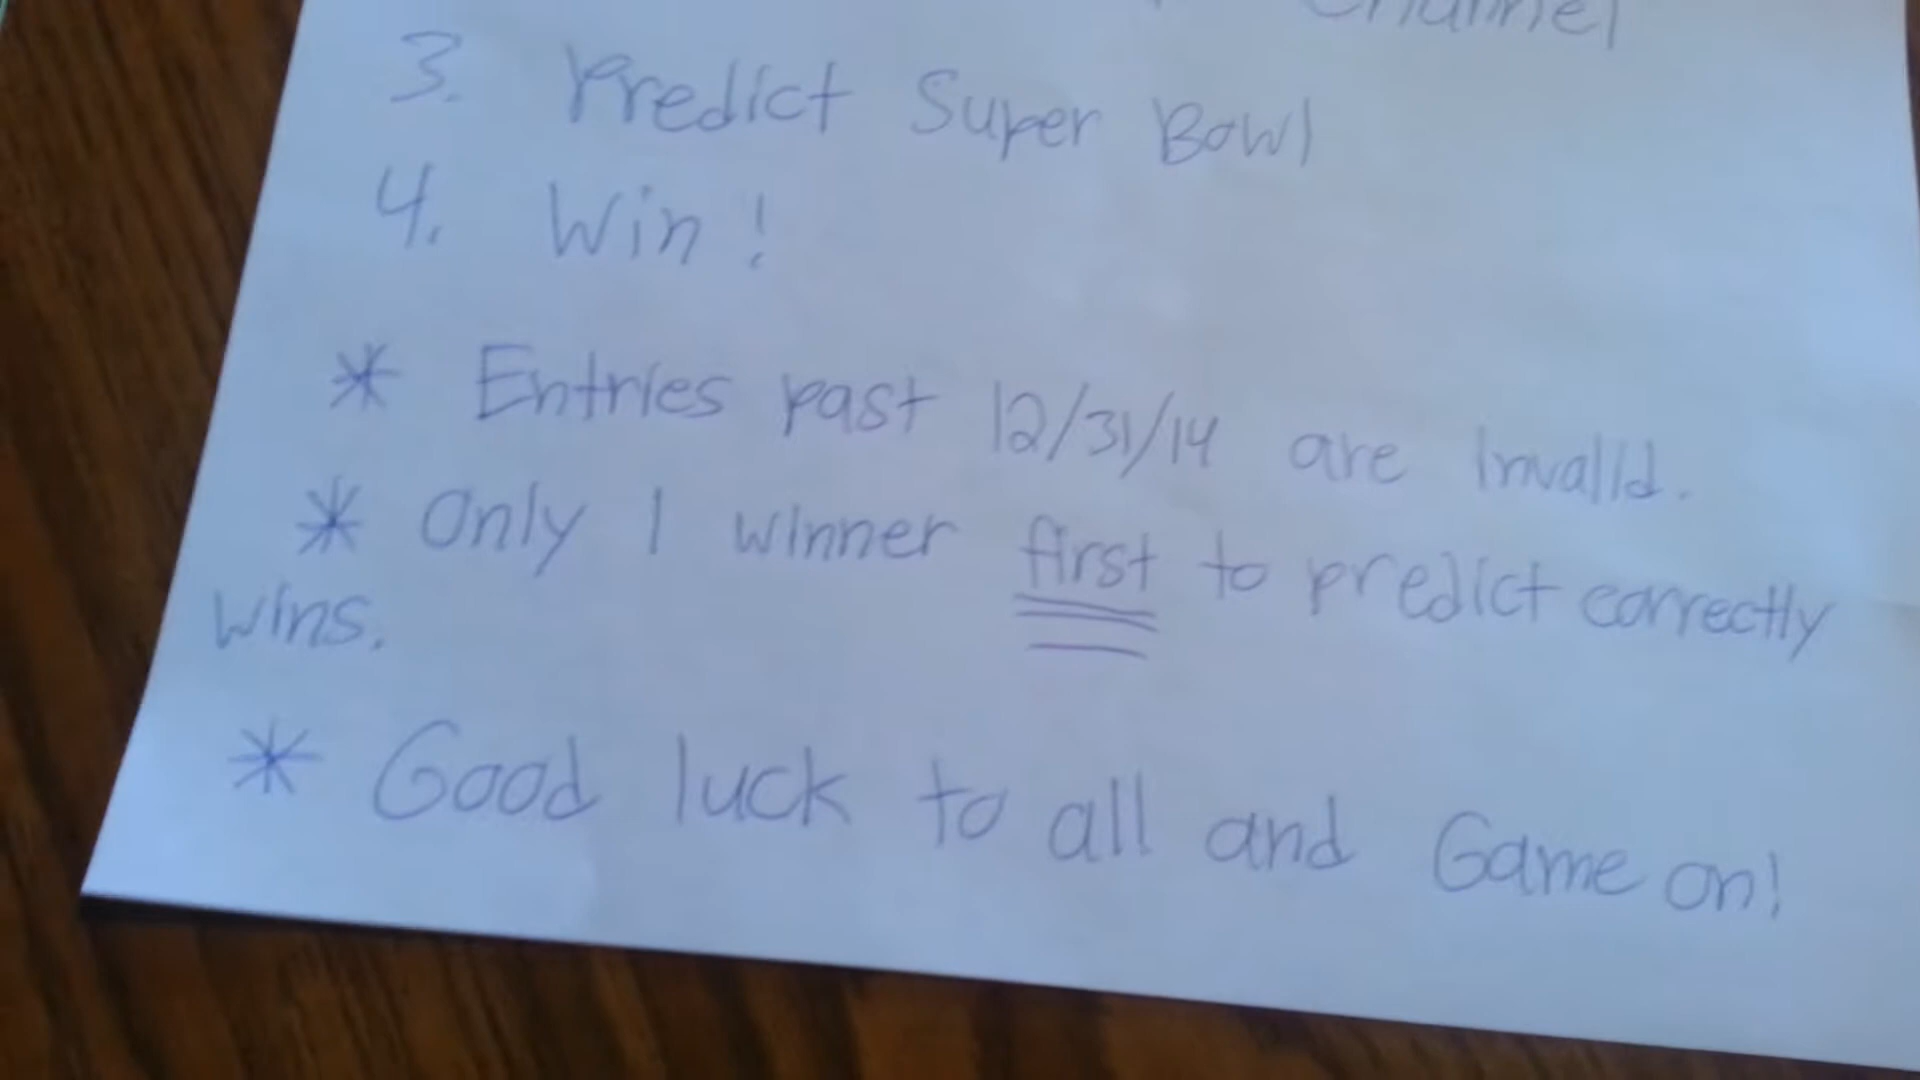 Channel
3. Predict Super Bowl
4. Win!
* Entries past 12/31/14 are invalid.
* Only 1 winner first to predict correctly
wins.
* Good luck to all and Game on!